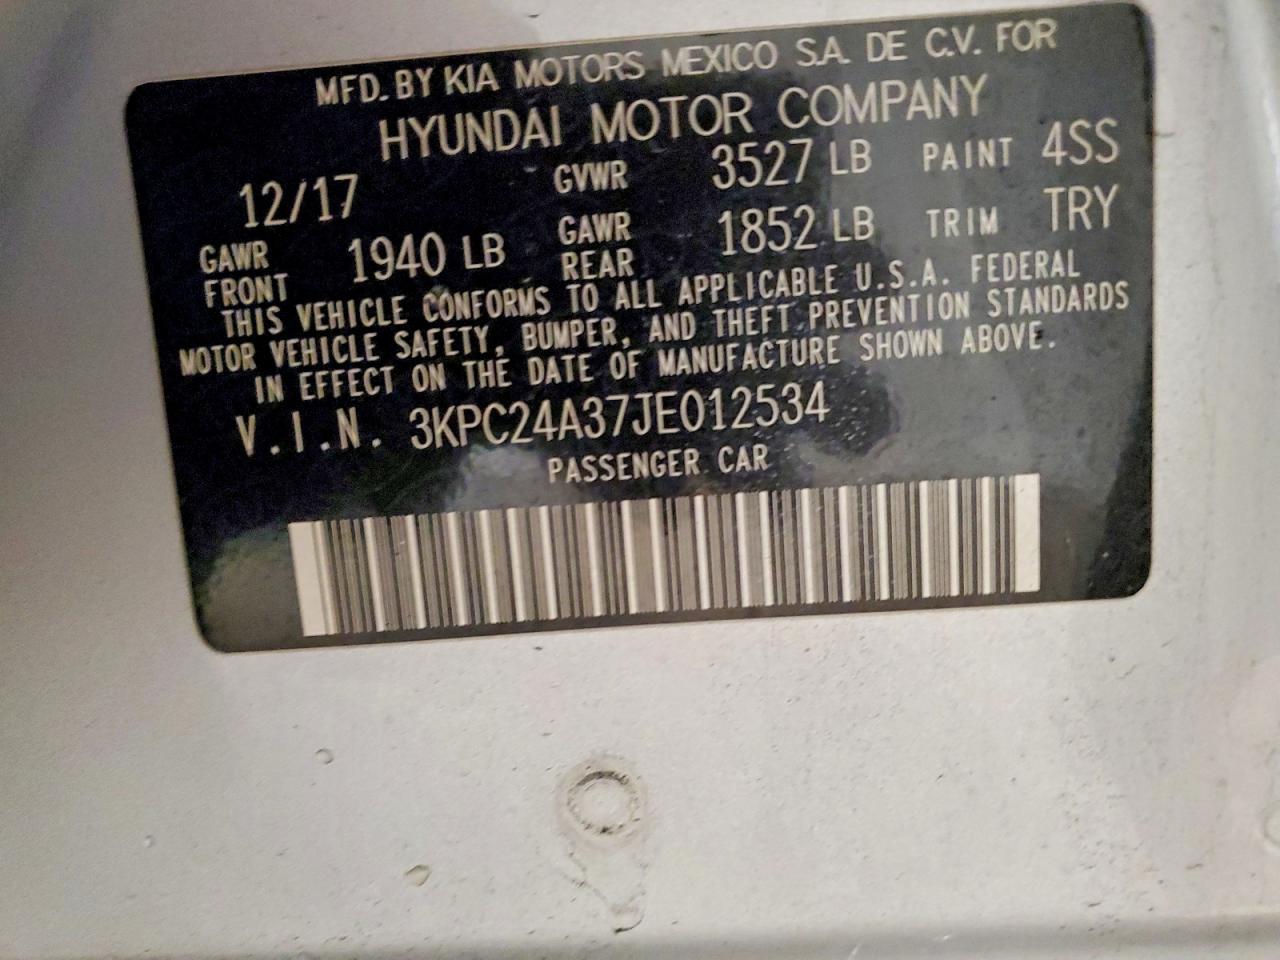 MFD. BY KIA MOTORS MEXICO S.A. DE C.V. FOR
HYUNDAI MOTOR COMPANY
12/17 GVWR 3527 LB PAINT 4SS
GAWR FRONT 1940 LB GAWR REAR 1852 LB TRIM TRY
THIS VEHICLE CONFORMS TO ALL APPLICABLE U.S.A. FEDERAL
MOTOR VEHICLE SAFETY, BUMPER, AND THEFT PREVENTION STANDARDS
IN EFFECT ON THE DATE OF MANUFACTURE SHOWN ABOVE.
V.I.N. 3KPC24A37JE012534
PASSENGER CAR